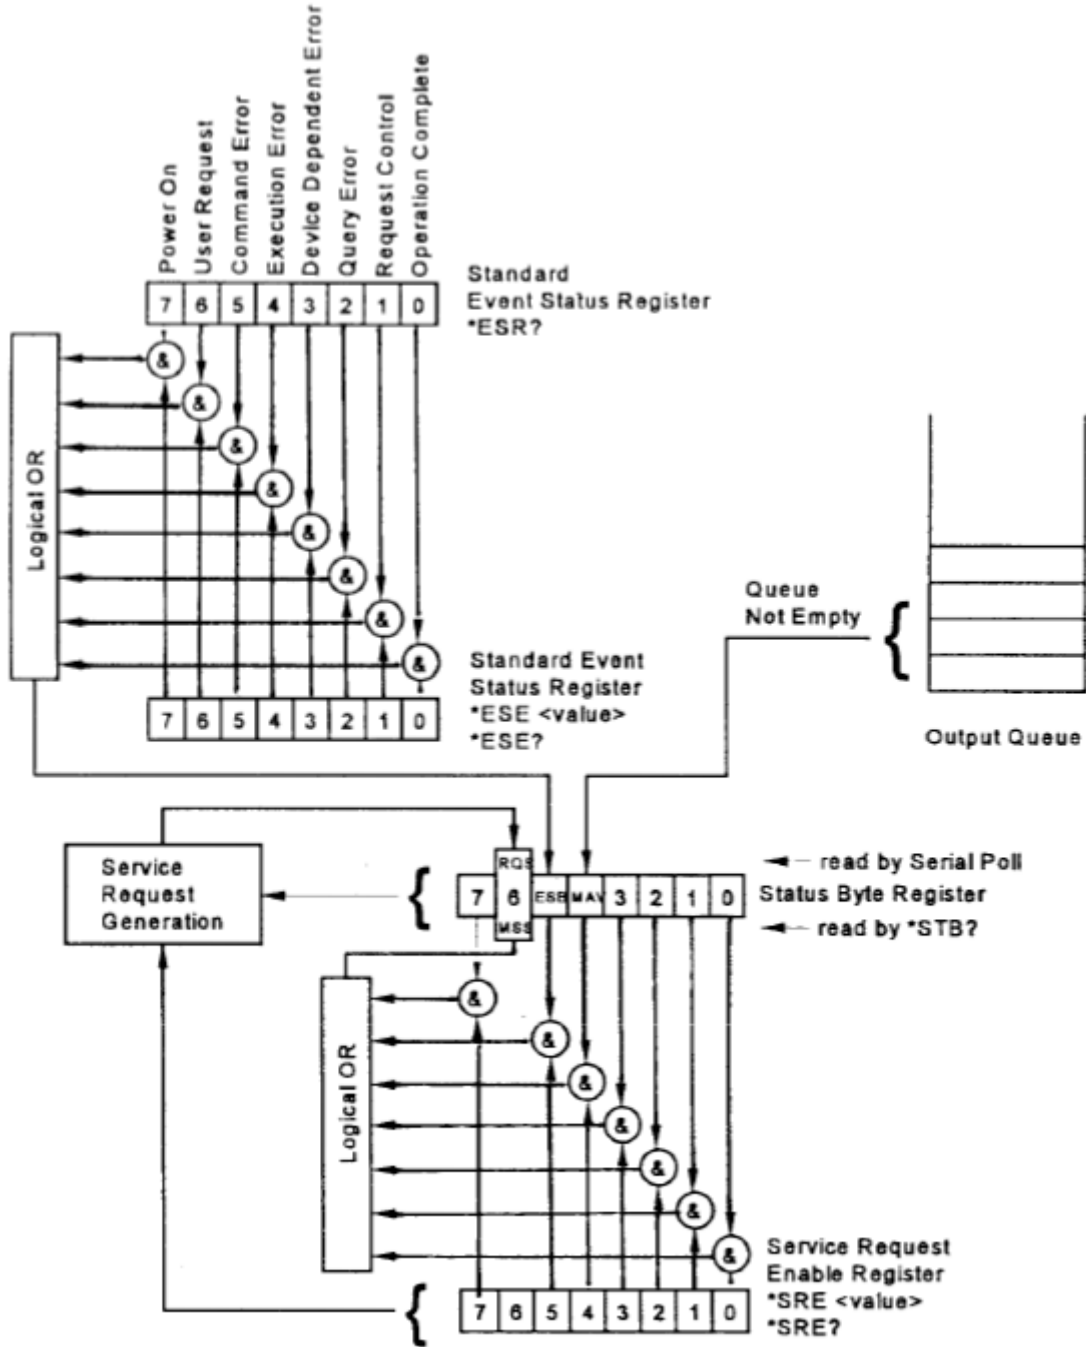 Power On
User Request
Command Error
Execution Error
Device Dependent Error
Query Error
Request Control
Operation Complete
7 6 5 4 3 2 1 0
Standard
Event Status Register
*ESR?
Logical OR
&
&
&
&
&
&
&
&
Queue
Not Empty
Output Queue
Standard Event
Status Register
*ESE <value>
*ESE?
7 6 5 4 3 2 1 0
Service
Request
Generation
RQS
7 6 ESB MAV 3 2 1 0
MSS
read by Serial Poll
Status Byte Register
read by *STB?
Logical OR
&
&
&
&
&
&
&
Service Request
Enable Register
*SRE <value>
*SRE?
7 6 5 4 3 2 1 0